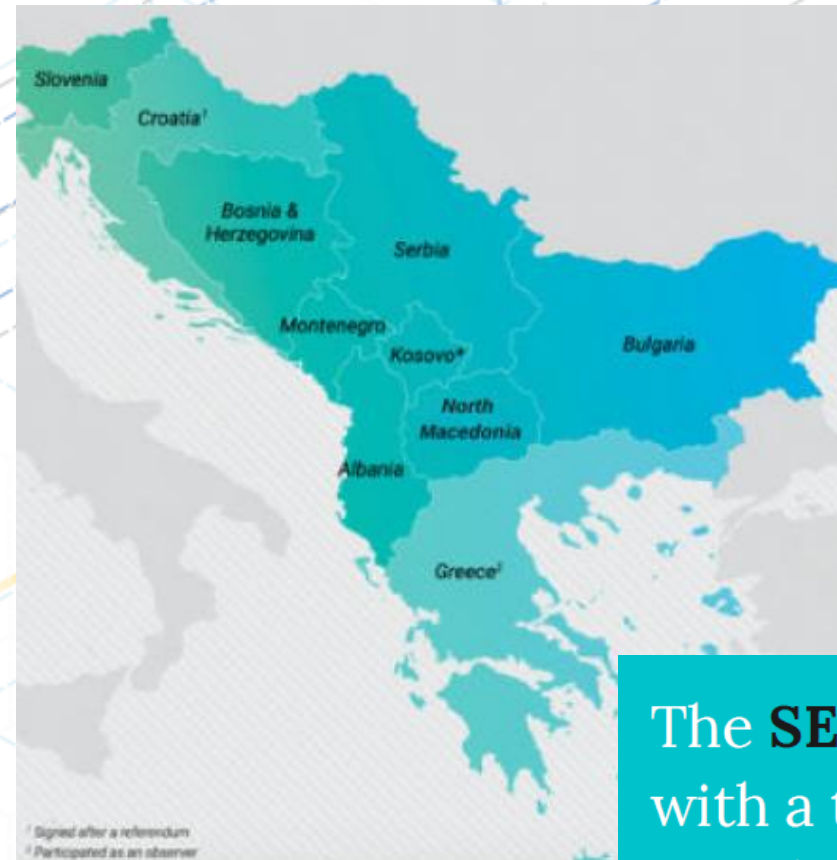 Slovenia
Croatia¹
Bosnia &
Herzegovina
Serbia
Montenegro
Kosovo*
Bulgaria
North
Macedonia
Albania
Greece²
The SE
with a t
¹ Signed after a referendum
² Participated as an observer